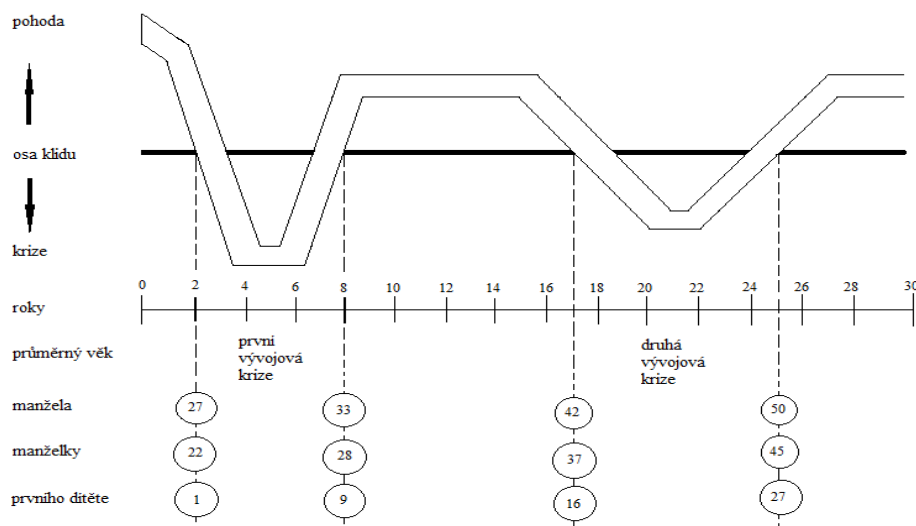 pohoda
osa klidu
krize
0 2 4 6 8 10 12 14 16 18 20 22 24 26 28 30
roky
průměrný věk
první
vývojová
krize
druhá
vývojová
krize
manžela 27 33 42 50
manželky 22 28 37 45
prvního dítěte 1 9 16 27